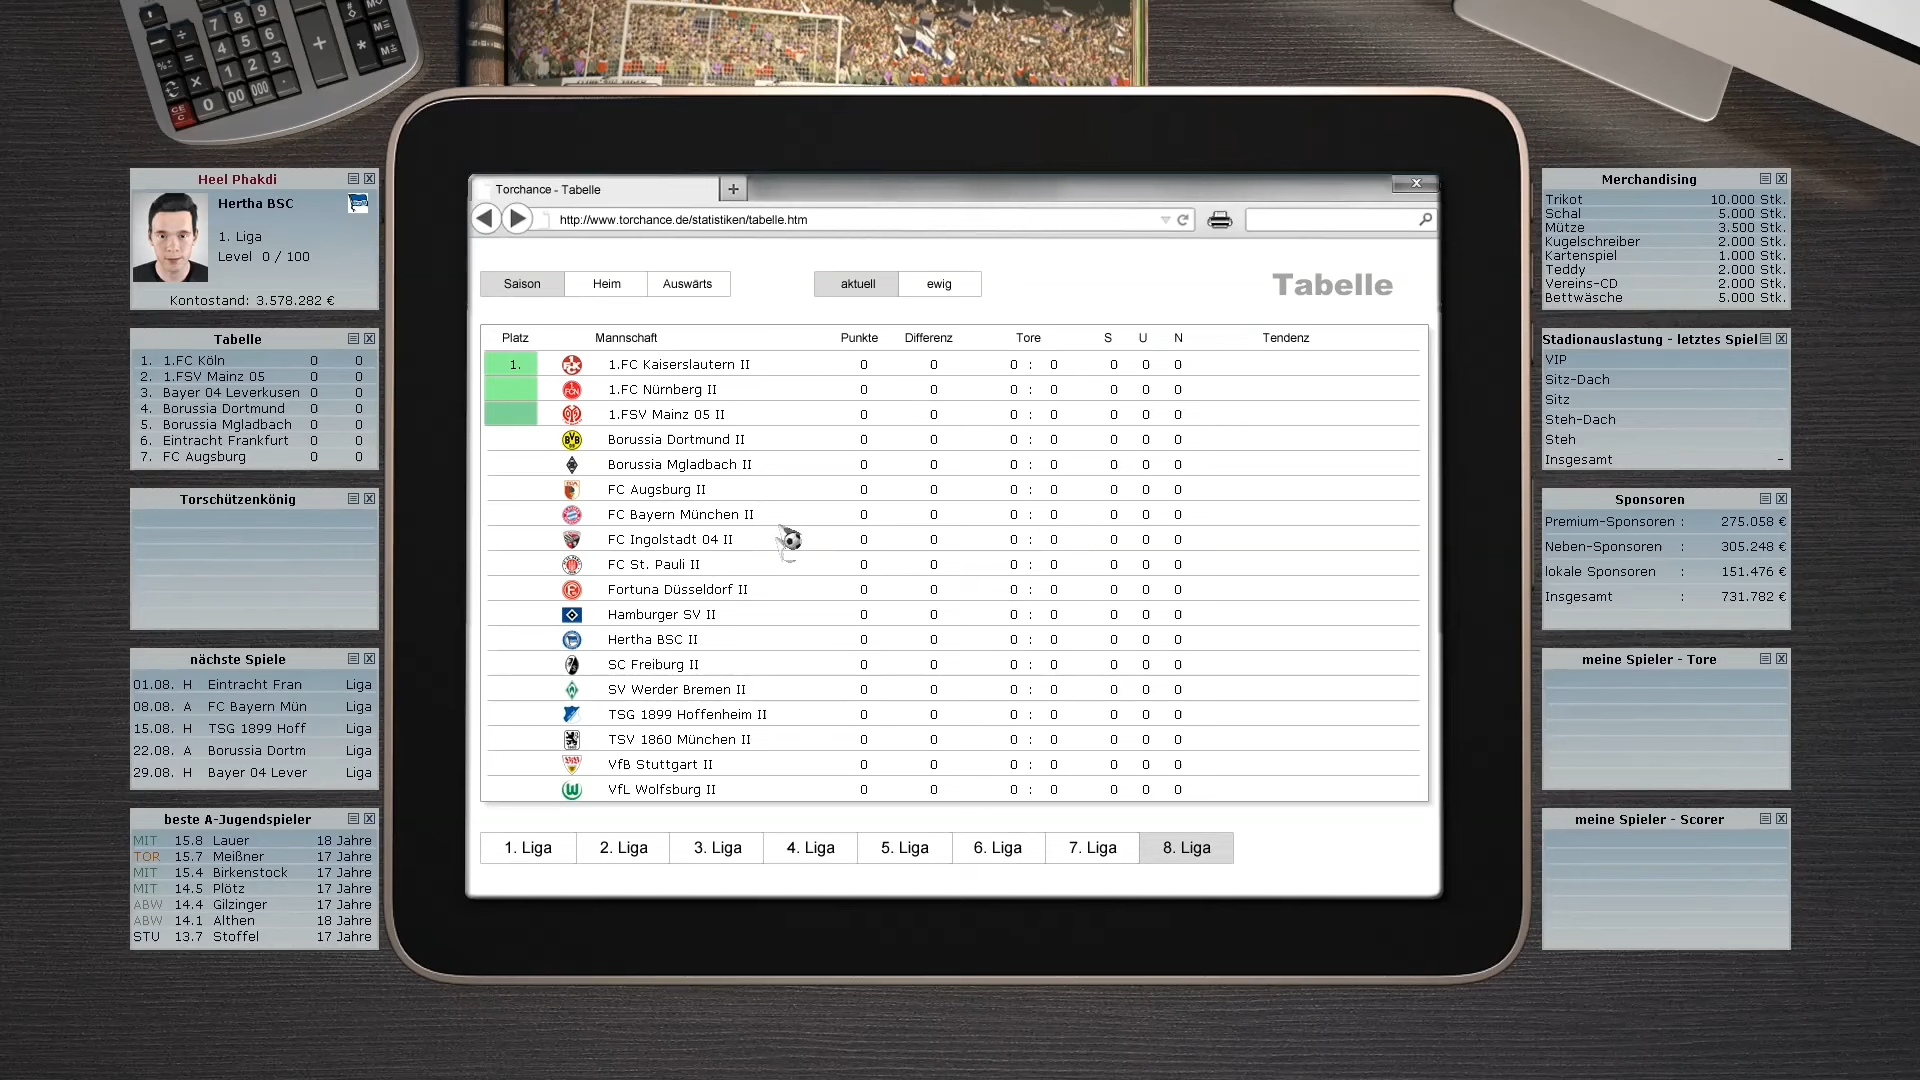 7 8 9
4 5 6
1 2 3
0 00 000
Heel Phakdi
Hertha BSC
1. Liga
Level 0 / 100
Kontostand: 3.578.282 €
Tabelle
1. 1.FC Köln 0 0
2. 1.FSV Mainz 05 0 0
3. Bayer 04 Leverkusen 0 0
4. Borussia Dortmund 0 0
5. Borussia Mgladbach 0 0
6. Eintracht Frankfurt 0 0
7. FC Augsburg 0 0
Torschützenkönig
nächste Spiele
01.08. H Eintracht Fran Liga
08.08. A FC Bayern Mün Liga
15.08. H TSG 1899 Hoff Liga
22.08. A Borussia Dortm Liga
29.08. H Bayer 04 Lever Liga
beste A-Jugendspieler
MIT 15.8 Lauer 18 Jahre
TOR 15.7 Meißner 17 Jahre
MIT 15.4 Birkenstock 17 Jahre
MIT 14.5 Plötz 17 Jahre
ABW 14.4 Gilzinger 17 Jahre
ABW 14.1 Althen 18 Jahre
STU 13.7 Stoffel 17 Jahre
Torchance - Tabelle
http://www.torchance.de/statistiken/tabelle.htm
Saison Heim Auswärts aktuell ewig Tabelle
Platz Mannschaft Punkte Differenz Tore S U N Tendenz
1. 1.FC Kaiserslautern II 0 0 0 : 0 0 0 0
1.FC Nürnberg II 0 0 0 : 0 0 0 0
1.FSV Mainz 05 II 0 0 0 : 0 0 0 0
Borussia Dortmund II 0 0 0 : 0 0 0 0
Borussia Mgladbach II 0 0 0 : 0 0 0 0
FC Augsburg II 0 0 0 : 0 0 0 0
FC Bayern München II 0 0 0 : 0 0 0 0
FC Ingolstadt 04 II 0 0 0 : 0 0 0 0
FC St. Pauli II 0 0 0 : 0 0 0 0
Fortuna Düsseldorf II 0 0 0 : 0 0 0 0
Hamburger SV II 0 0 0 : 0 0 0 0
Hertha BSC II 0 0 0 : 0 0 0 0
SC Freiburg II 0 0 0 : 0 0 0 0
SV Werder Bremen II 0 0 0 : 0 0 0 0
TSG 1899 Hoffenheim II 0 0 0 : 0 0 0 0
TSV 1860 München II 0 0 0 : 0 0 0 0
VfB Stuttgart II 0 0 0 : 0 0 0 0
VfL Wolfsburg II 0 0 0 : 0 0 0 0
1. Liga 2. Liga 3. Liga 4. Liga 5. Liga 6. Liga 7. Liga 8. Liga
Merchandising
Trikot 10.000 Stk.
Schal 5.000 Stk.
Mütze 3.500 Stk.
Kugelschreiber 2.000 Stk.
Kartenspiel 1.000 Stk.
Teddy 2.000 Stk.
Vereins-CD 2.000 Stk.
Bettwäsche 5.000 Stk.
Stadionauslastung - letztes Spiel
VIP
Sitz-Dach
Sitz
Steh-Dach
Steh
Insgesamt -
Sponsoren
Premium-Sponsoren : 275.058 €
Neben-Sponsoren : 305.248 €
lokale Sponsoren : 151.476 €
Insgesamt : 731.782 €
meine Spieler - Tore
meine Spieler - Scorer